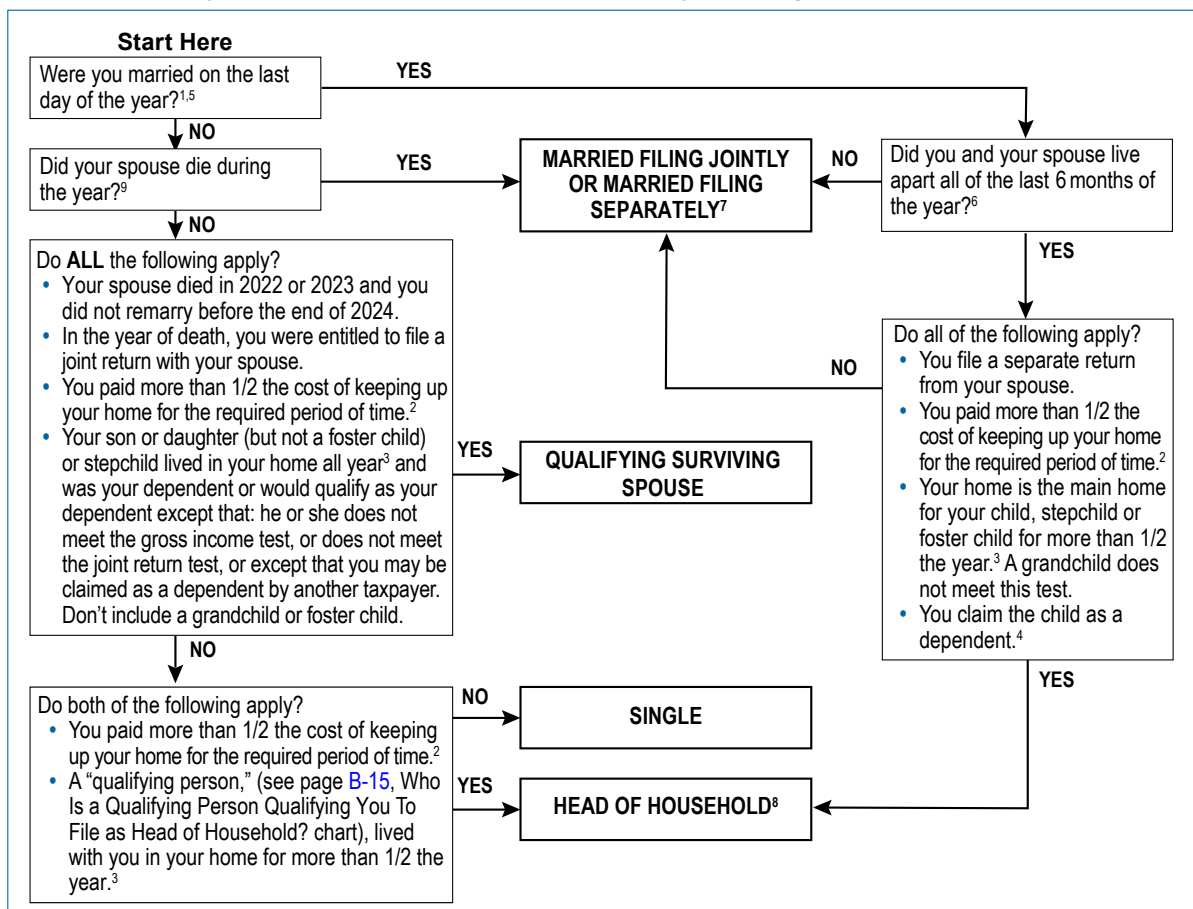 Start Here
Were you married on the last
day of the year?1,5
YES
NO
Did your spouse die during
the year?9
YES
MARRIED FILING JOINTLY
OR MARRIED FILING
SEPARATELY7
NO
Did you and your spouse live
apart all of the last 6 months of
the year?6
NO
YES
Do ALL the following apply?
• Your spouse died in 2022 or 2023 and you
did not remarry before the end of 2024.
• In the year of death, you were entitled to file a
joint return with your spouse.
• You paid more than 1/2 the cost of keeping up
your home for the required period of time.2
• Your son or daughter (but not a foster child)
or stepchild lived in your home all year3 and
was your dependent or would qualify as your
dependent except that: he or she does not
meet the gross income test, or does not meet
the joint return test, or except that you may be
claimed as a dependent by another taxpayer.
Don't include a grandchild or foster child.
YES
QUALIFYING SURVIVING
SPOUSE
NO
Do all of the following apply?
• You file a separate return
from your spouse.
• You paid more than 1/2 the
cost of keeping up your home
for the required period of time.2
• Your home is the main home
for your child, stepchild or
foster child for more than 1/2
the year.3 A grandchild does
not meet this test.
• You claim the child as a
dependent.4
NO
YES
Do both of the following apply?
• You paid more than 1/2 the cost of keeping
up your home for the required period of time.2
• A “qualifying person,” (see page B-15, Who
Is a Qualifying Person Qualifying You To
File as Head of Household? chart), lived
with you in your home for more than 1/2 the
year.3
NO
SINGLE
YES
HEAD OF HOUSEHOLD8